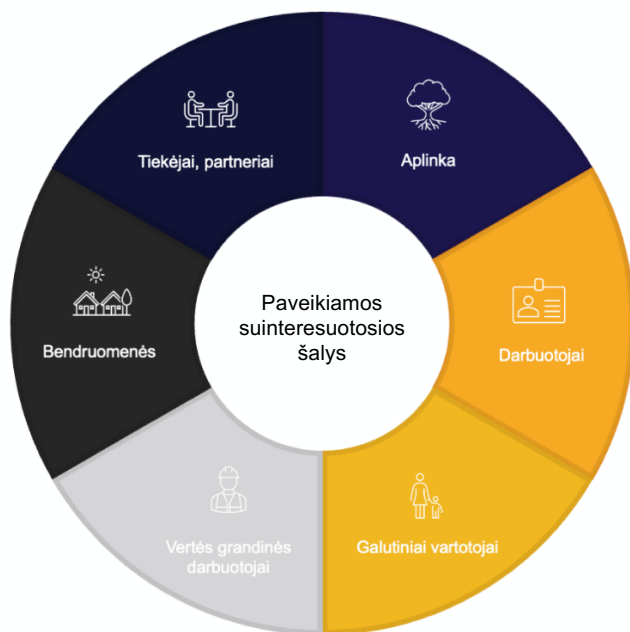 Tiekėjai, partneriai
Aplinka
Paveikiamos
suinteresuotosios
šalys
Bendruomenės
Darbuotojai
Vertės grandinės
darbuotojai
Galutiniai vartotojai